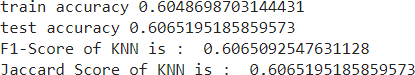 train accuracy 0.6048698703144431
test accuracy 0.6065195185859573
F1-Score of KNN is :  0.6065092547631128
Jaccard Score of KNN is :  0.6065195185859573